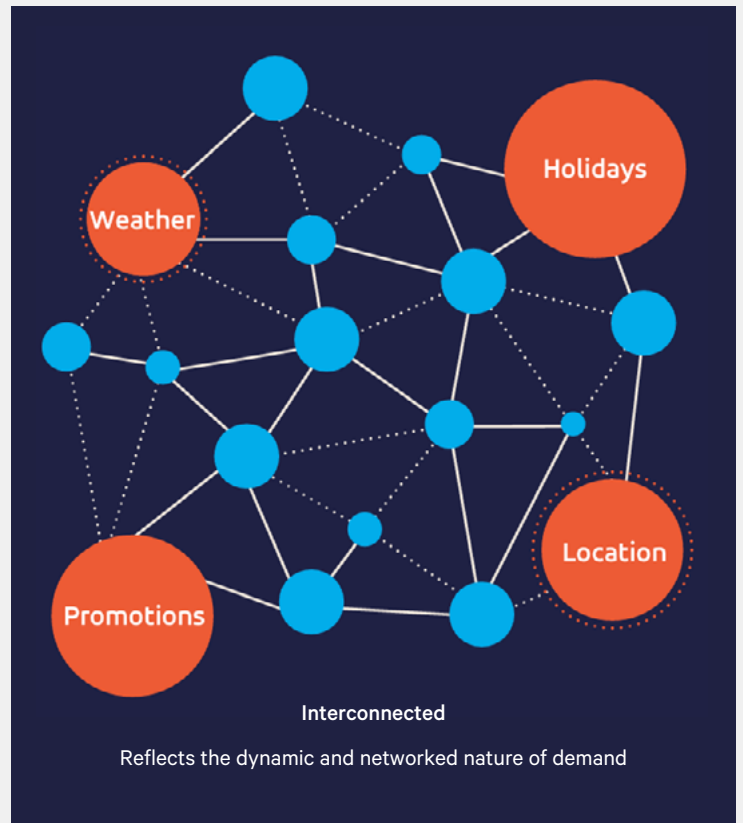 Holidays
Weather
Location
Promotions
Interconnected
Reflects the dynamic and networked nature of demand